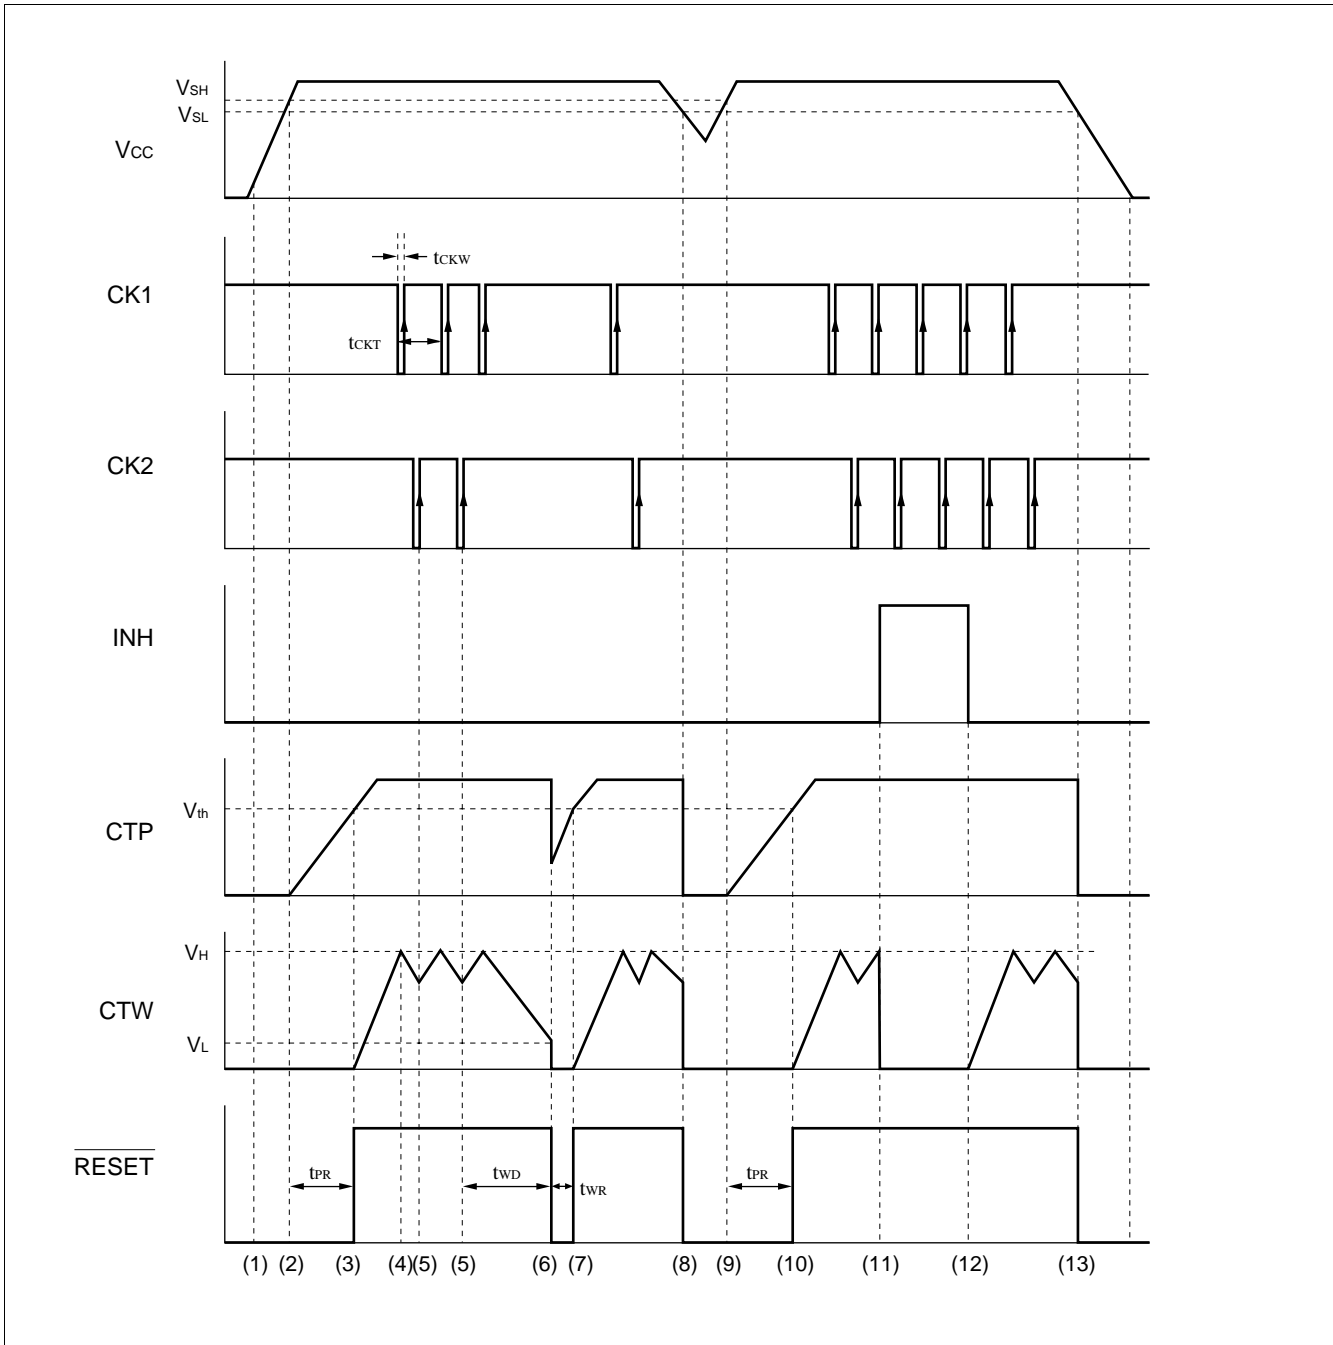 VSH
VSL
VCC
tCKW
CK1
tCKT
CK2
INH
Vth
CTP
VH
CTW
VL
RESET
tPR tWD tWR tPR
(1) (2) (3) (4) (5) (5) (6) (7) (8) (9) (10) (11) (12) (13)